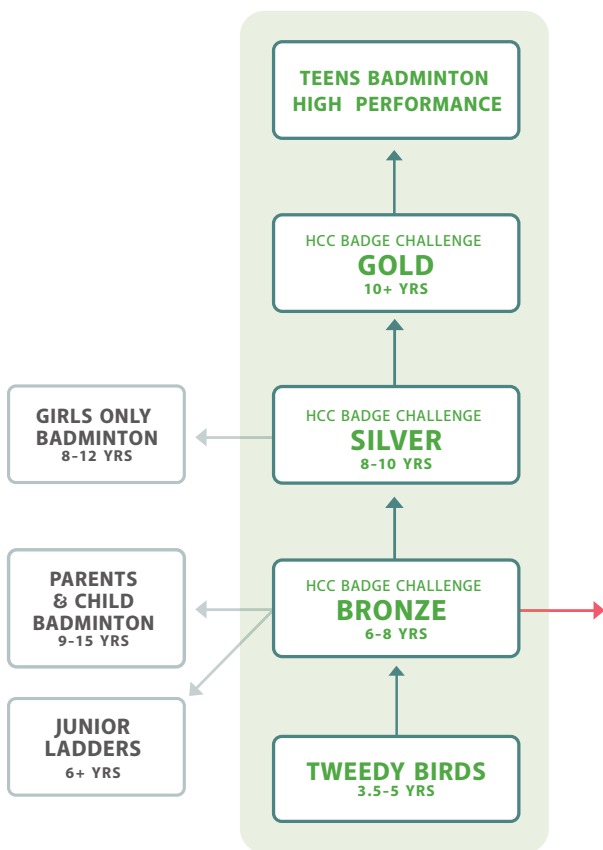 TEENS BADMINTON
HIGH PERFORMANCE
HCC BADGE CHALLENGE
GOLD
10+ YRS
GIRLS ONLY
BADMINTON
8-12 YRS
HCC BADGE CHALLENGE
SILVER
8-10 YRS
PARENTS
& CHILD
BADMINTON
9-15 YRS
HCC BADGE CHALLENGE
BRONZE
6-8 YRS
JUNIOR
LADDERS
6+ YRS
TWEEDY BIRDS
3.5-5 YRS